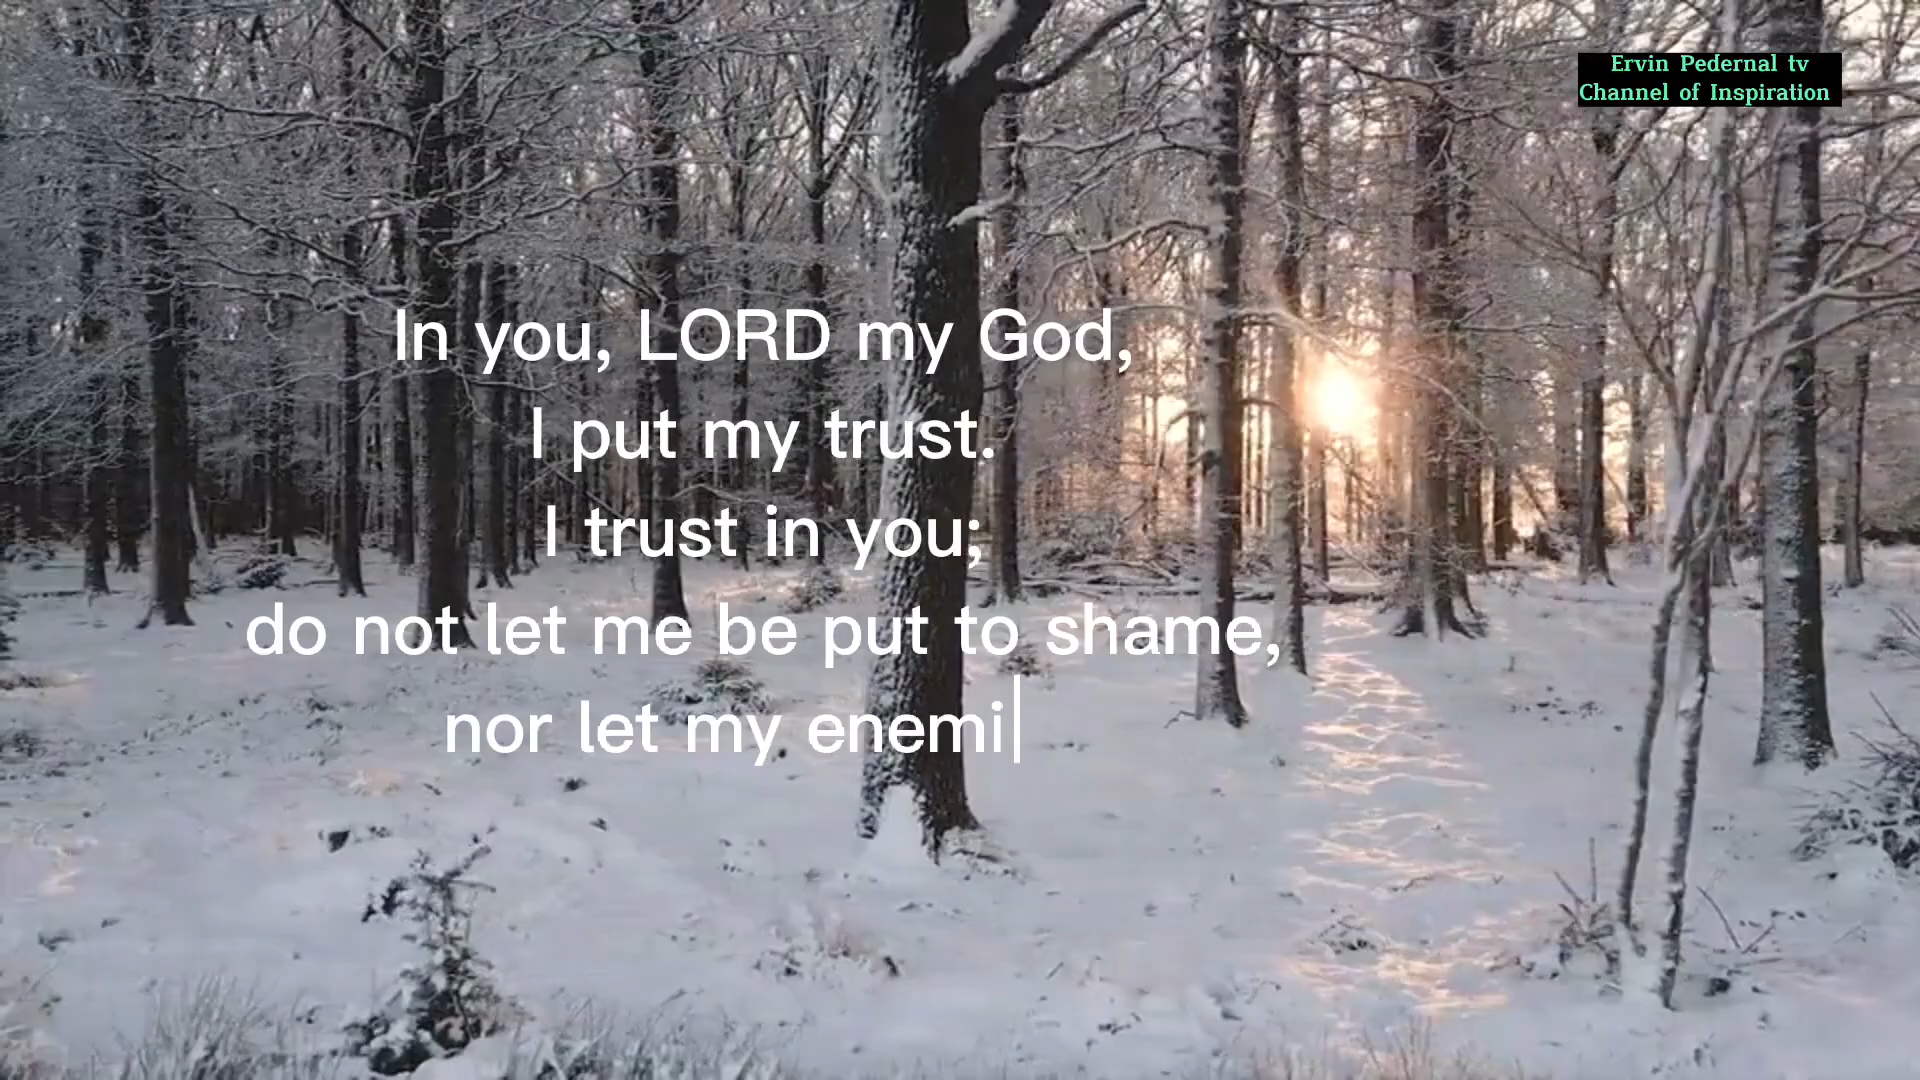 Ervin Pedernal tv
Channel of Inspiration
In you, LORD my God,
I put my trust.
I trust in you;
do not let me be put to shame,
nor let my enemi